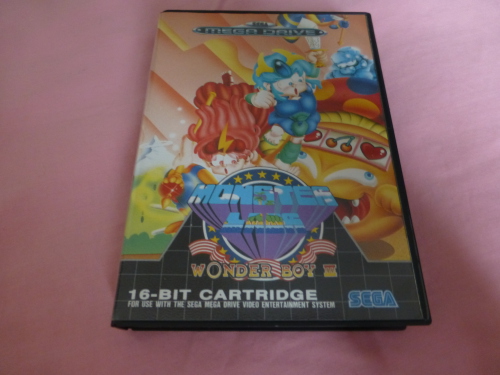 SEGA
MEGA DRIVE
MONSTER
LAIR
WONDER BOY III
16-BIT CARTRIDGE
FOR USE WITH THE SEGA MEGA DRIVE VIDEO ENTERTAINMENT SYSTEM
SEGA